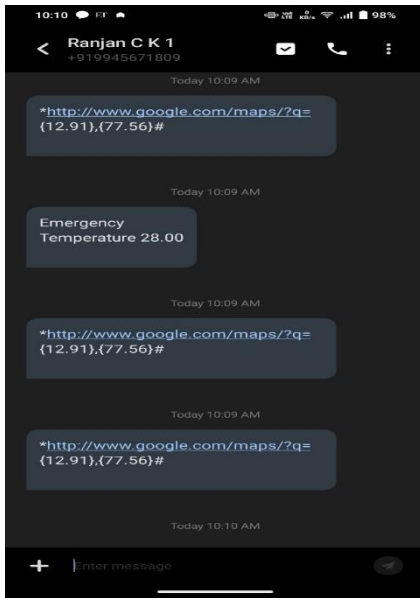 10:10 ET 98%
Ranjan C K 1
+919945671809
Today 10:09 AM
*http://www.google.com/maps/?q=
{12.91},{77.56}#
Today 10:09 AM
Emergency
Temperature 28.00
Today 10:09 AM
*http://www.google.com/maps/?q=
{12.91},{77.56}#
Today 10:09 AM
*http://www.google.com/maps/?q=
{12.91},{77.56}#
Today 10:10 AM
Enter message